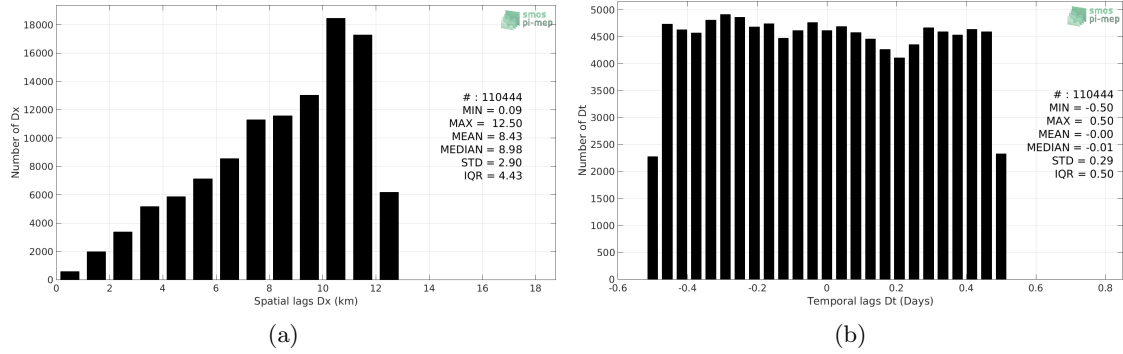 18000
16000
14000
12000
10000
8000
6000
4000
2000
0
Number of Dx
smos
pi-mep
# : 110444
MIN = 0.09
MAX = 12.50
MEAN = 8.43
MEDIAN = 8.98
STD = 2.90
IQR = 4.43
0 2 4 6 8 10 12 14 16 18
Spatial lags Dx (km)
(a)
5000
4500
4000
3500
3000
2500
2000
1500
1000
500
0
Number of Dt
smos
pi-mep
# : 110444
MIN = -0.50
MAX = 0.50
MEAN = -0.00
MEDIAN = -0.01
STD = 0.29
IQR = 0.50
-0.6 -0.4 -0.2 0 0.2 0.4 0.6 0.8
Temporal lags Dt (Days)
(b)